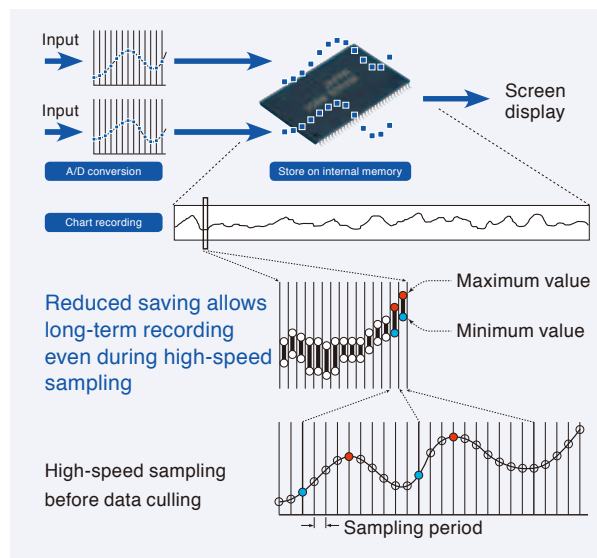 Input
Input
Screen
display
A/D conversion
Store on internal memory
Chart recording
Maximum value
Minimum value
Reduced saving allows
long-term recording
even during high-speed
sampling
High-speed sampling
before data culling
Sampling period